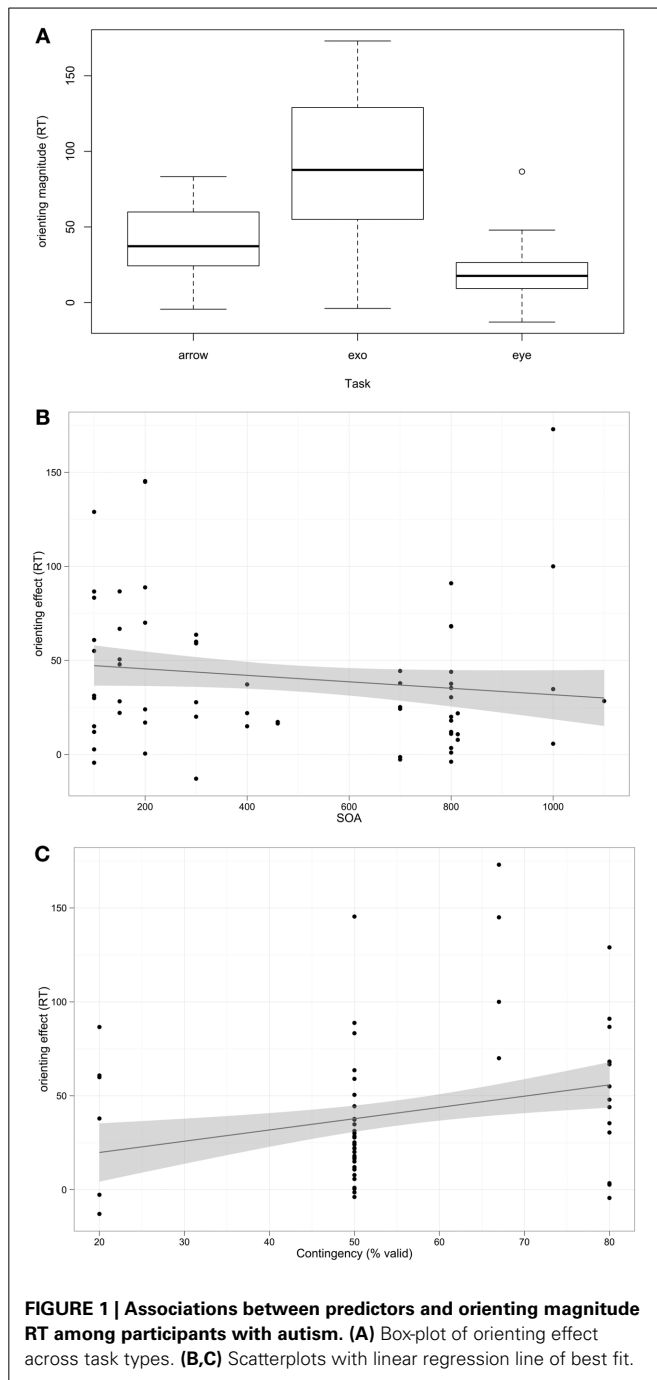 A
orienting magnitude (RT)
150
100
50
0
arrow exo eye
Task
B
orienting effect (RT)
150
100
50
0
200 400 600 800 1000
SOA
C
orienting effect (RT)
150
100
50
0
20 30 40 50 60 70 80
Contingency (% valid)
FIGURE 1 | Associations between predictors and orienting magnitude
RT among participants with autism. (A) Box-plot of orienting effect
across task types. (B,C) Scatterplots with linear regression line of best fit.